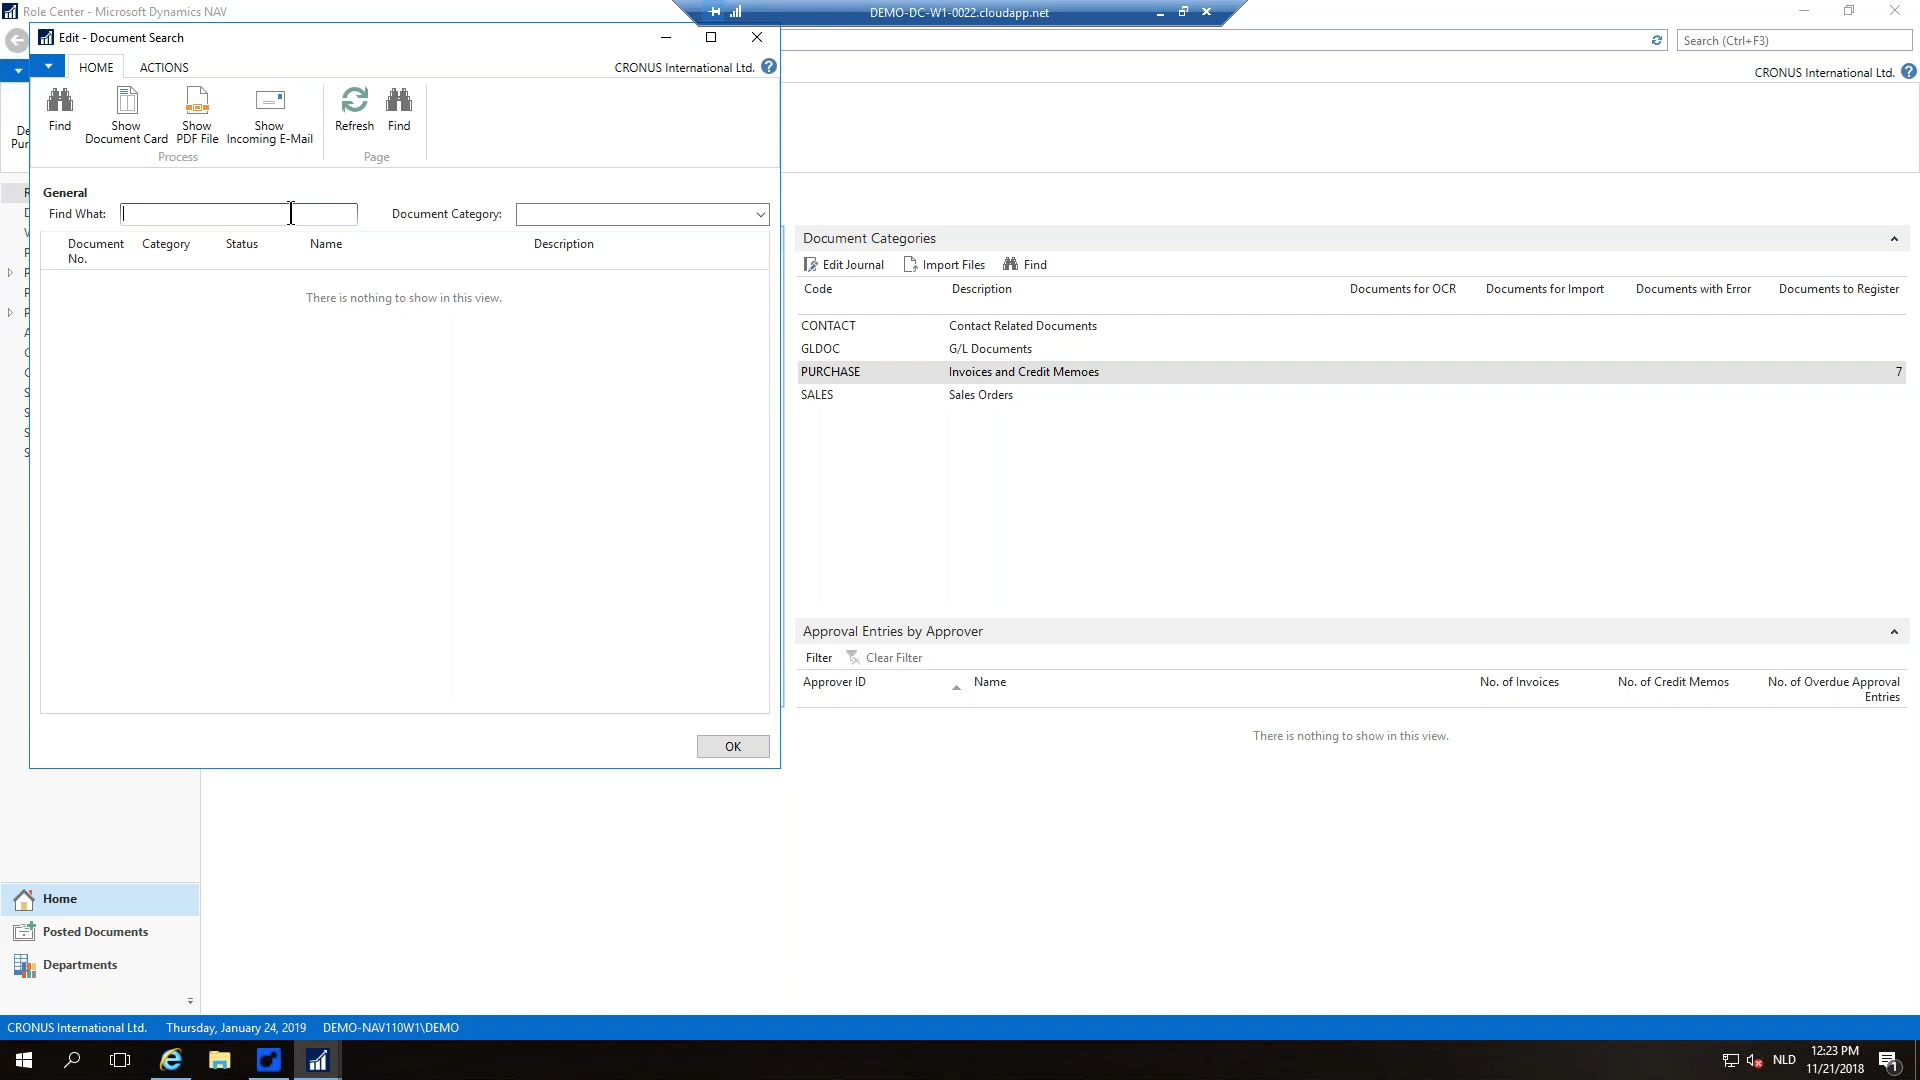 Role Center - Microsoft Dynamics NAV
DEMO-DC-W1-0022.cloudapp.net
Edit - Document Search
Search (Ctrl+F3)
HOME
ACTIONS
CRONUS International Ltd.
CRONUS International Ltd.
Find
Show
Document Card
Show
PDF File
Show
Incoming E-Mail
Refresh
Find
Process
Page
De
Pur
General
Find What:
Document Category:
Document
No.
Category
Status
Name
Description
There is nothing to show in this view.
OK
Document Categories
Edit Journal
Import Files
Find
Code
Description
Documents for OCR
Documents for Import
Documents with Error
Documents to Register
CONTACT
Contact Related Documents
GLDOC
G/L Documents
PURCHASE
Invoices and Credit Memoes
7
SALES
Sales Orders
Approval Entries by Approver
Filter
Clear Filter
Approver ID
Name
No. of Invoices
No. of Credit Memos
No. of Overdue Approval
Entries
There is nothing to show in this view.
Home
Posted Documents
Departments
CRONUS International Ltd.
Thursday, January 24, 2019
DEMO-NAV110W1\DEMO
NLD
12:23 PM
11/21/2018
1